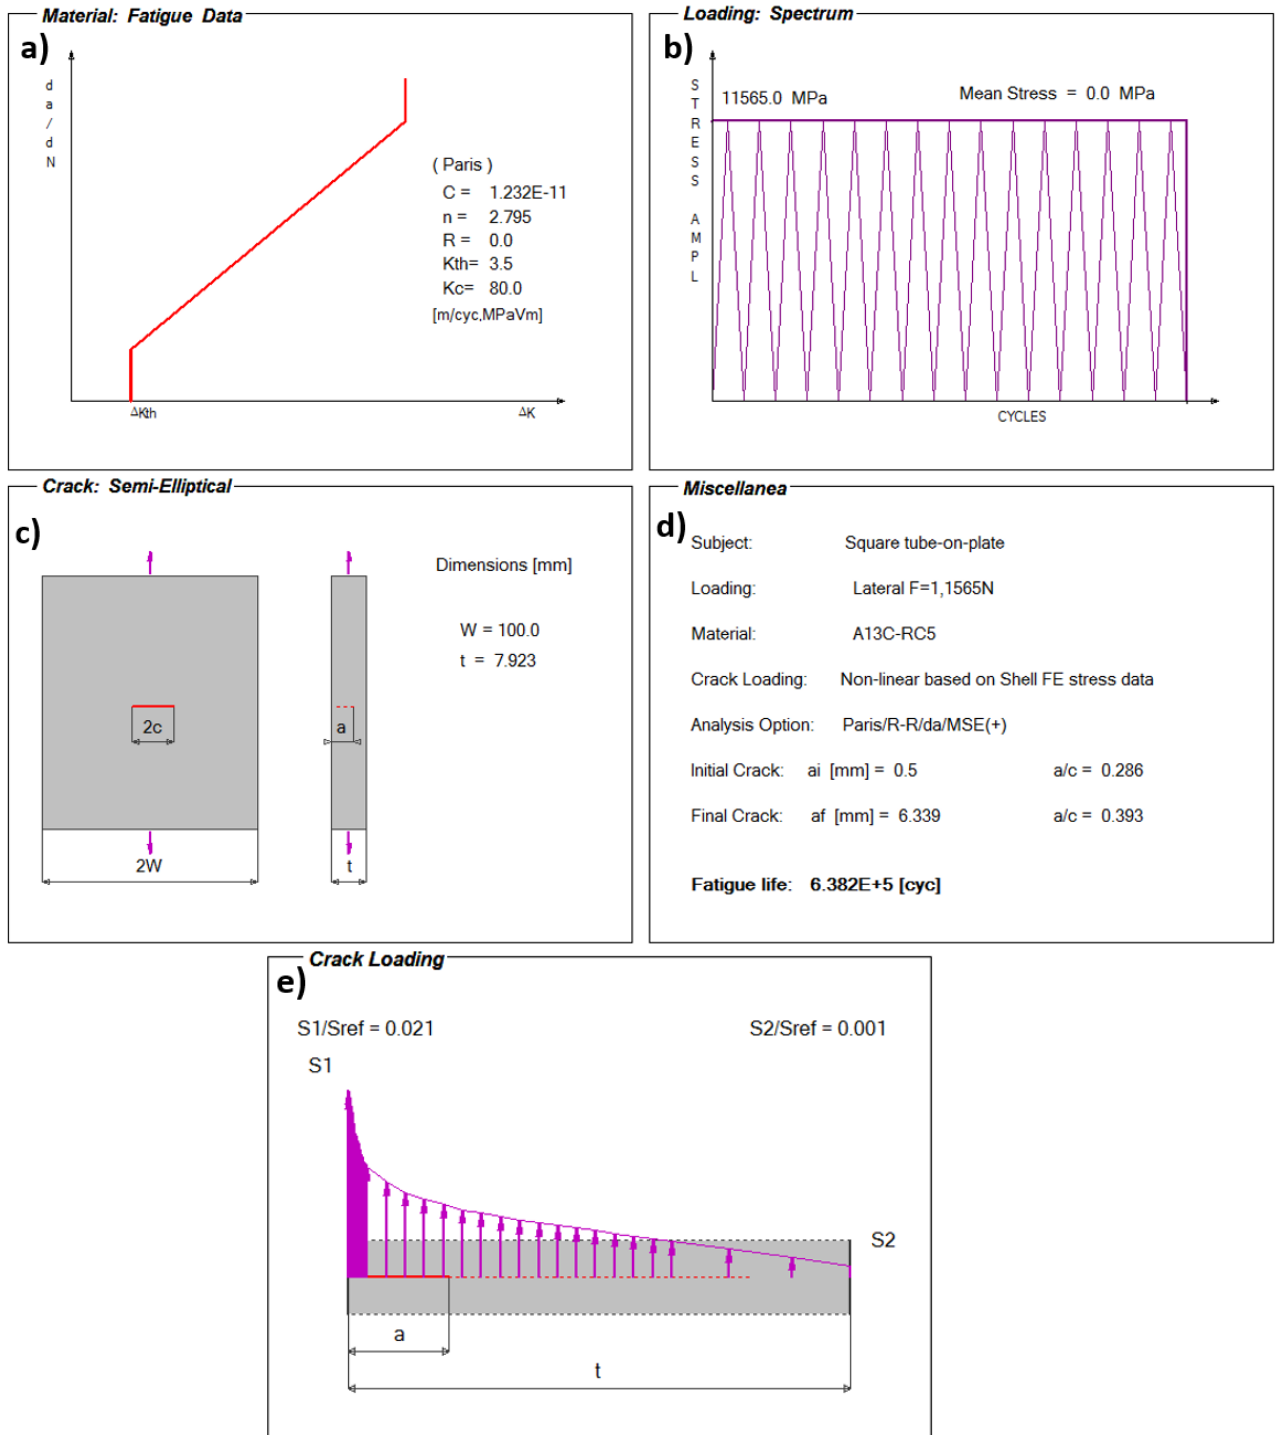 Material: Fatigue Data
a)
d
a
/
d
N
( Paris )
C = 1.232E-11
n = 2.795
R = 0.0
Kth= 3.5
Kc= 80.0
[m/cyc,MPaVm]
ΔKth
ΔK
Loading: Spectrum
b)
S
T
R
E
S
S
A
M
P
L
11565.0 MPa
Mean Stress = 0.0 MPa
CYCLES
Crack: Semi-Elliptical
c)
Dimensions [mm]
W = 100.0
t = 7.923
2c
a
2W
t
Miscellanea
d)
Subject: Square tube-on-plate
Loading: Lateral F=1,1565N
Material: A13C-RC5
Crack Loading: Non-linear based on Shell FE stress data
Analysis Option: Paris/R-R/da/MSE(+)
Initial Crack: ai [mm] = 0.5 a/c = 0.286
Final Crack: af [mm] = 6.339 a/c = 0.393
Fatigue life: 6.382E+5 [cyc]
Crack Loading
e)
S1/Sref = 0.021 S2/Sref = 0.001
S1
S2
a
t